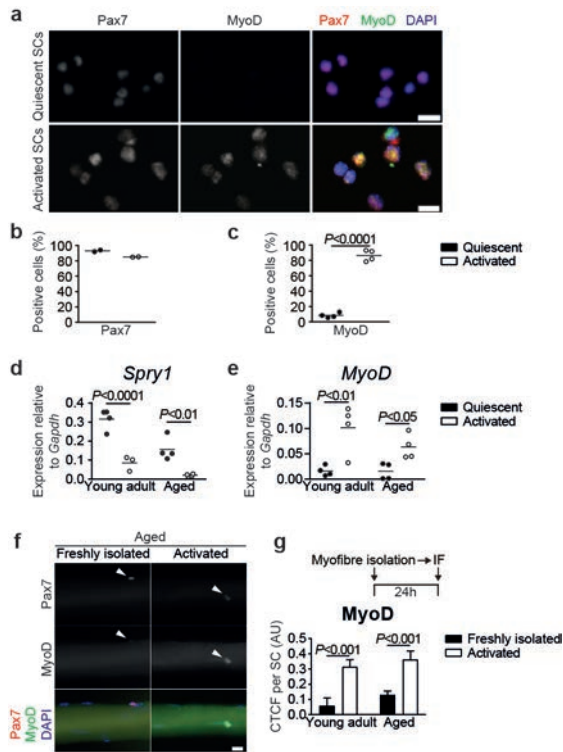 a
Pax7
MyoD
Pax7 MyoD DAPI
Quiescent SCs
Activated SCs
b
Positive cells (%)
100
80
60
40
20
0
Pax7
c
Positive cells (%)
100
80
60
40
20
0
P<0.0001
MyoD
Quiescent
Activated
d
Spry1
Expression relative
to Gapdh
0.4
0.3
0.2
0.1
0.0
P<0.0001
P<0.01
Young adult
Aged
e
MyoD
Expression relative
to Gapdh
0.15
0.10
0.05
0.00
P<0.01
P<0.05
Young adult
Aged
Quiescent
Activated
f
Aged
Freshly isolated
Activated
Pax7
MyoD
Pax7
MyoD
DAPI
g
Myofibre isolation → IF
24h
MyoD
CTCF per SC (AU)
0.5
0.4
0.3
0.2
0.1
0.0
P<0.001
P<0.001
Young adult
Aged
Freshly isolated
Activated